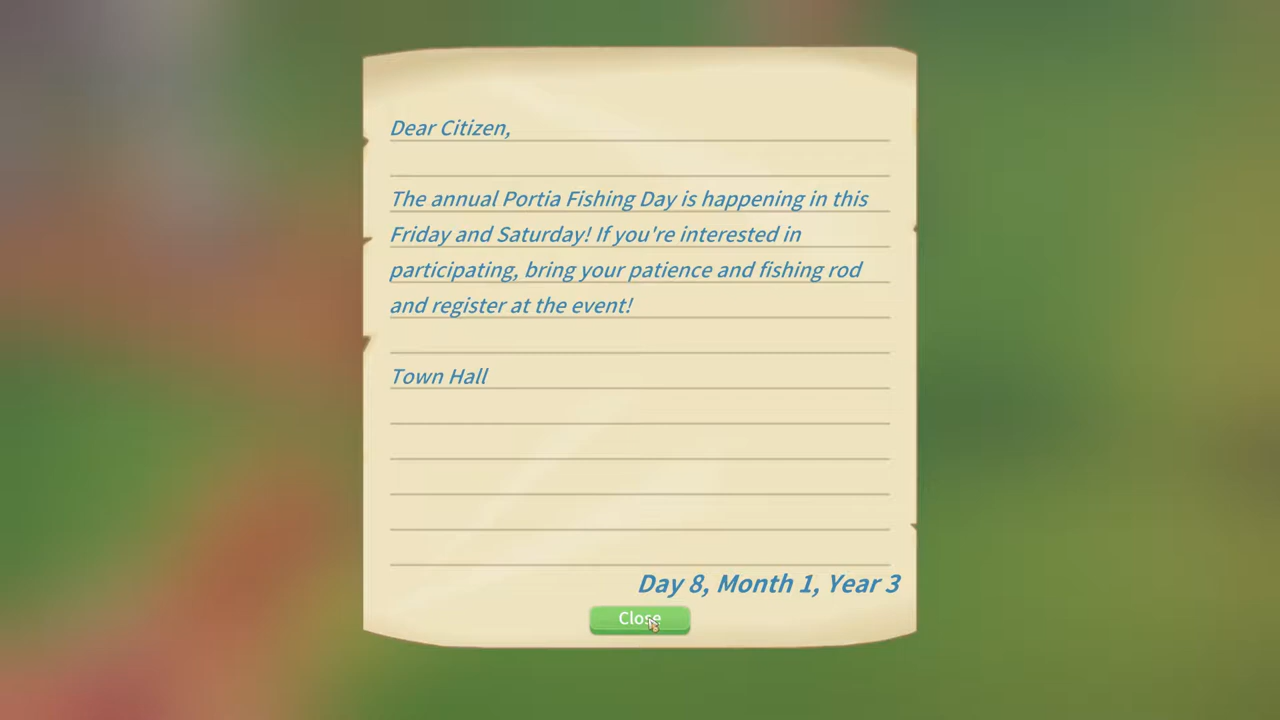 Dear Citizen,
The annual Portia Fishing Day is happening in this
Friday and Saturday! If you're interested in
participating, bring your patience and fishing rod
and register at the event!
Town Hall
Day 8, Month 1, Year 3
Close